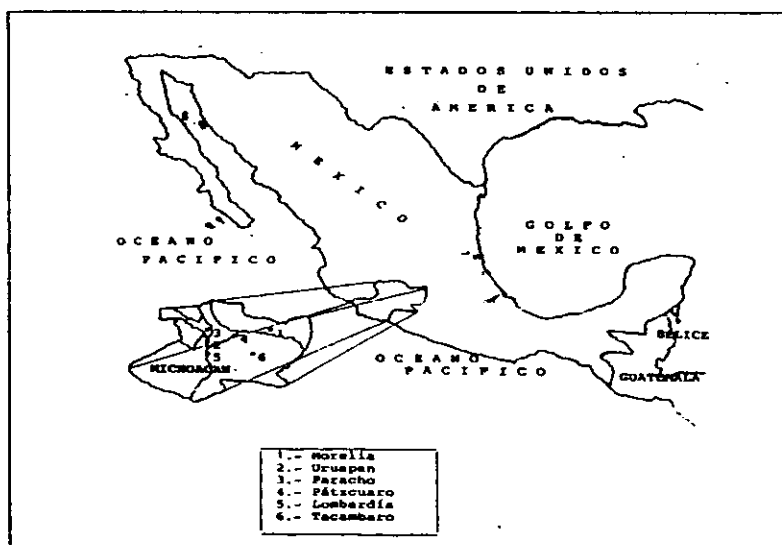 ESTADOS UNIDOS
DE
AMERICA
MEXICO
GOLFO
DE
MEXICO
OCEANO
PACIFICO
3
1
2
4
5
6
MICHOACAN
OCEANO
PACIFICO
BELICE
GUATEMALA
1.- Morelia
2.- Uruapan
3.- Paracho
4.- Pátzcuaro
5.- Lombardía
6.- Tacambaro